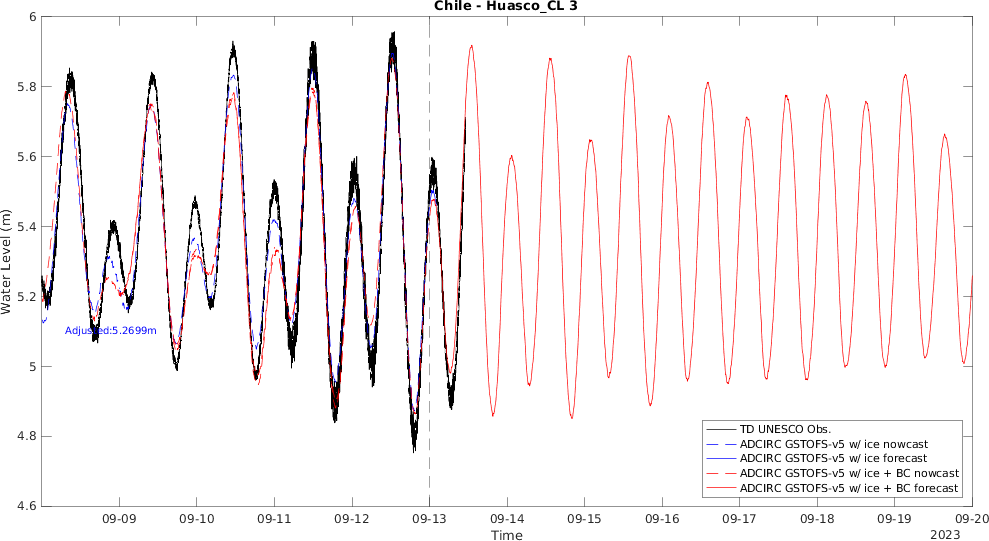 Chile - Huasco_CL 3
6
5.8
5.6
5.4
5.2
5
4.8
4.6
Water Level (m)
Adjusted:5.2699m
TD UNESCO Obs.
ADCIRC GSTOFS-v5 w/ ice nowcast
ADCIRC GSTOFS-v5 w/ ice forecast
ADCIRC GSTOFS-v5 w/ ice + BC nowcast
ADCIRC GSTOFS-v5 w/ ice + BC forecast
09-09 09-10 09-11 09-12 09-13 09-14 09-15 09-16 09-17 09-18 09-19 09-20
Time
2023